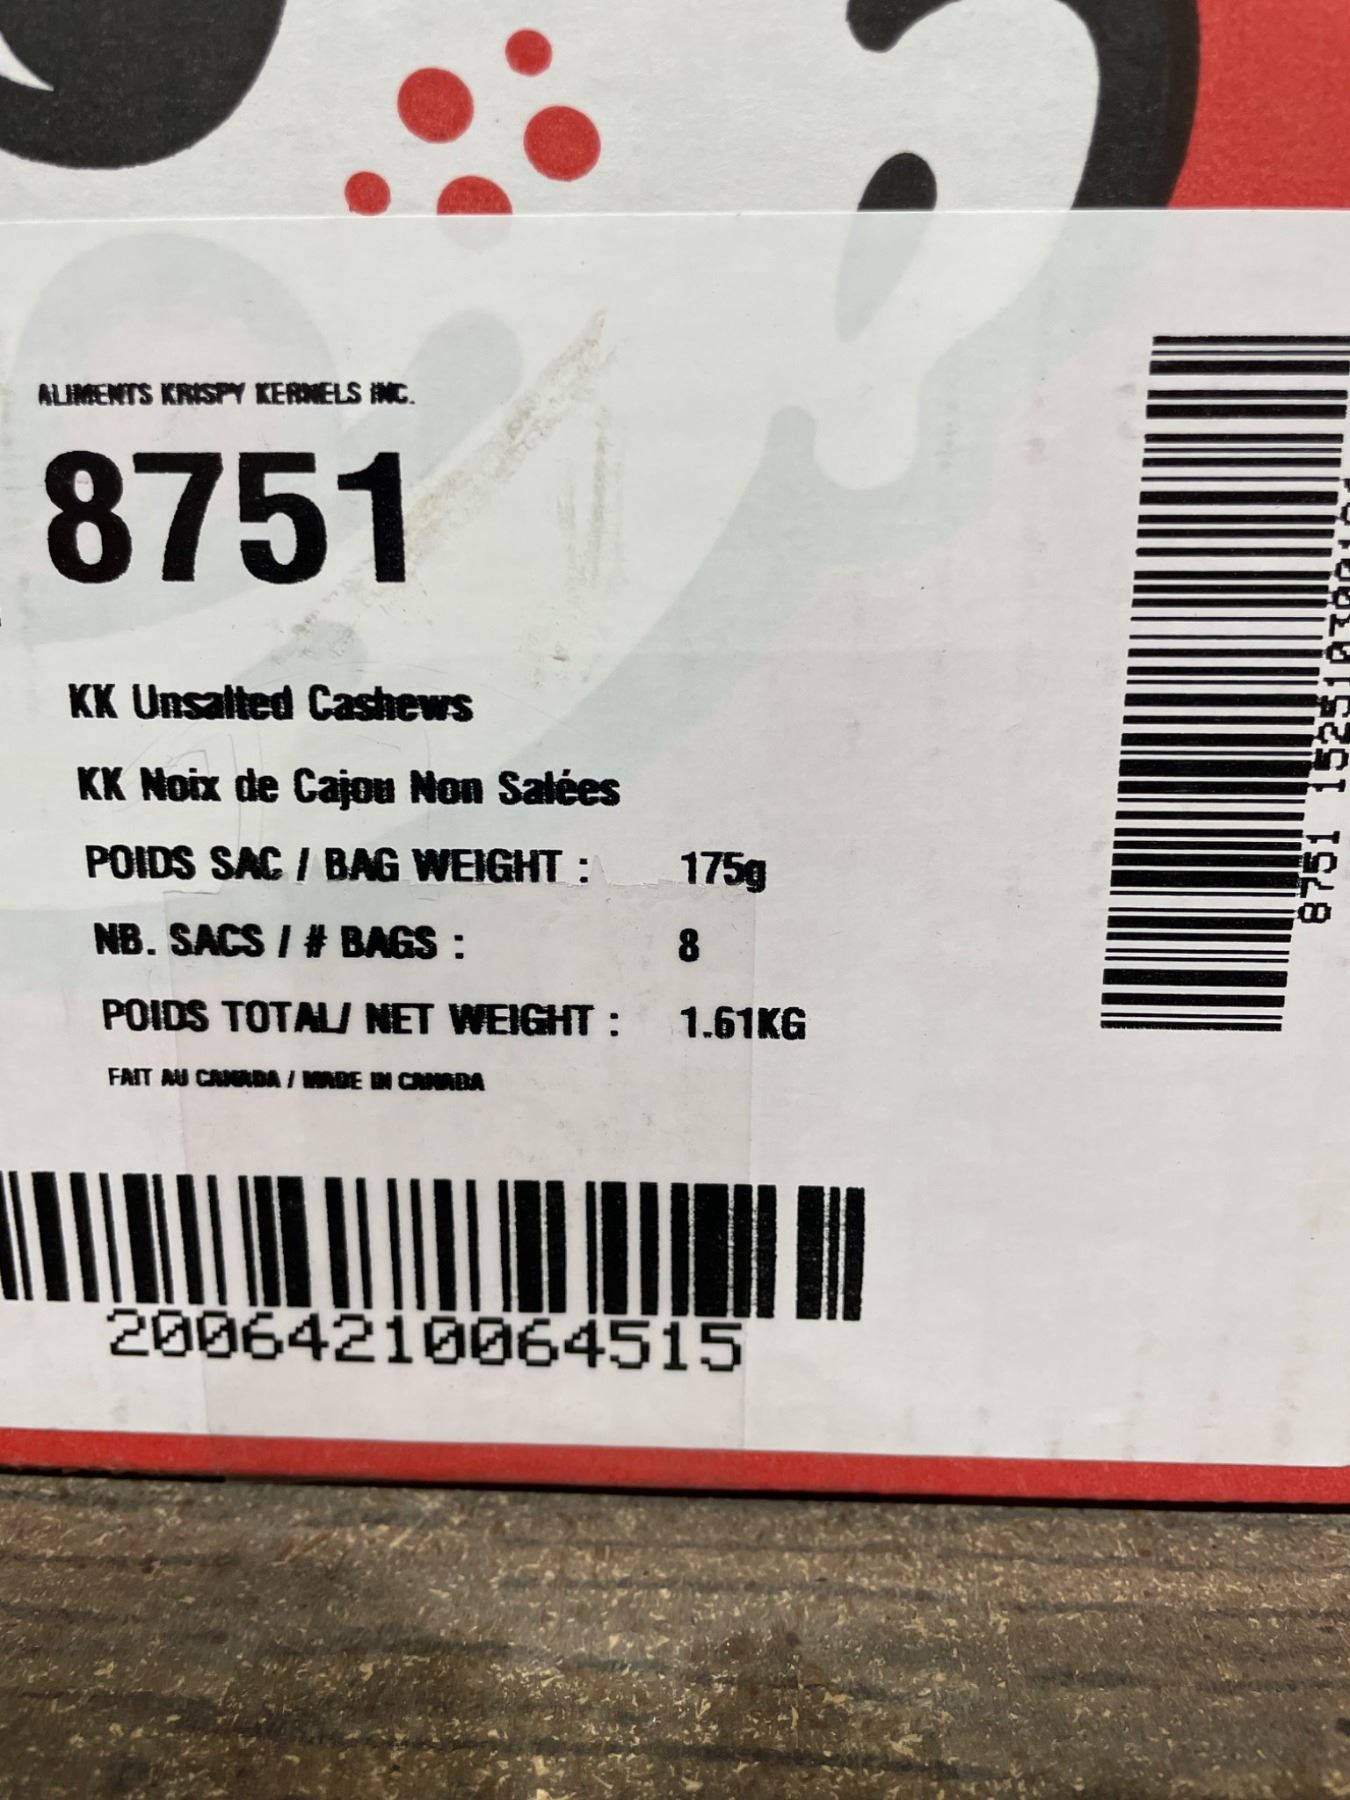 ALIMENTS KRISPY KERNELS INC.
8751
KK Unsalted Cashews
KK Noix de Cajou Non Salées
POIDS SAC / BAG WEIGHT : 175g
NB. SACS / # BAGS : 8
POIDS TOTAL/ NET WEIGHT : 1.61KG
FAIT AU CANADA / MADE IN CANADA
20064210064515
8751